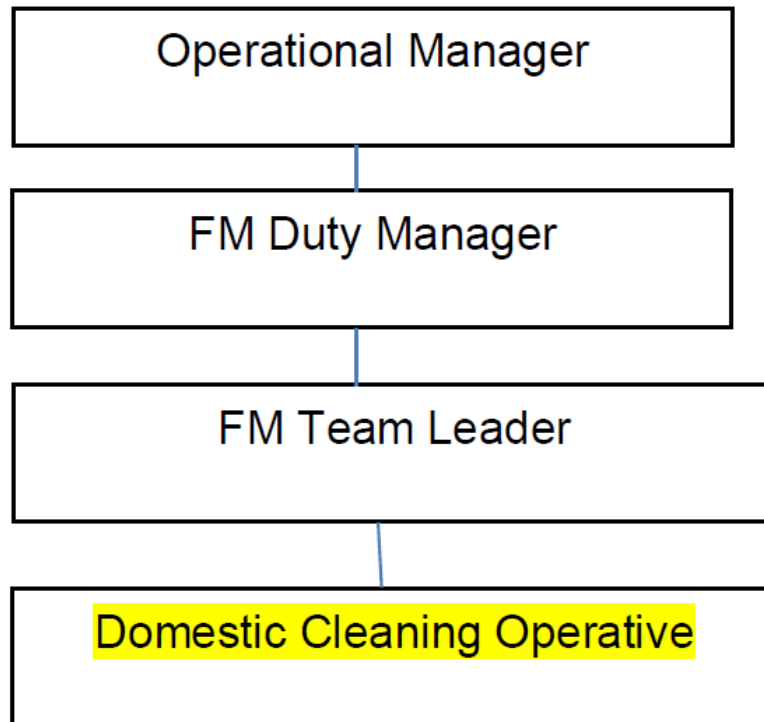 Operational Manager
FM Duty Manager
FM Team Leader
Domestic Cleaning Operative